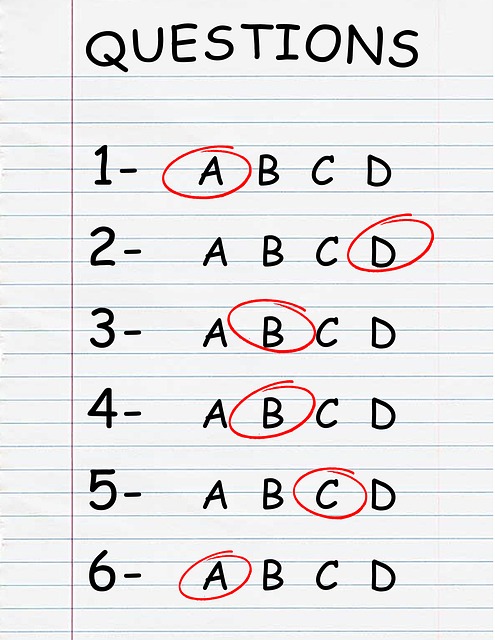 QUESTIONS
1- A B C D
2- A B C D
3- A B C D
4- A B C D
5- A B C D
6- A B C D